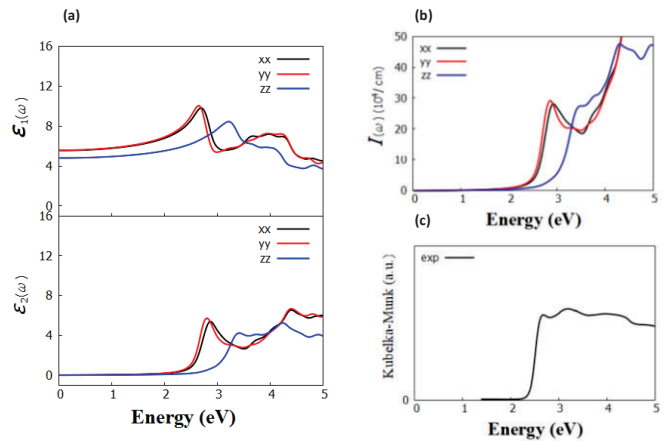 (a)
16
12
8
4
0
ε1(ω)
xx
yy
zz
16
12
8
4
0
ε2(ω)
xx
yy
zz
0 1 2 3 4 5
Energy (eV)
(b)
50
40
30
20
10
0
I(ω) (10⁴/cm)
xx
yy
zz
0 1 2 3 4 5
Energy (eV)
(c)
Kubelka-Munk (a.u.)
exp
0
0 1 2 3 4 5
Energy (eV)